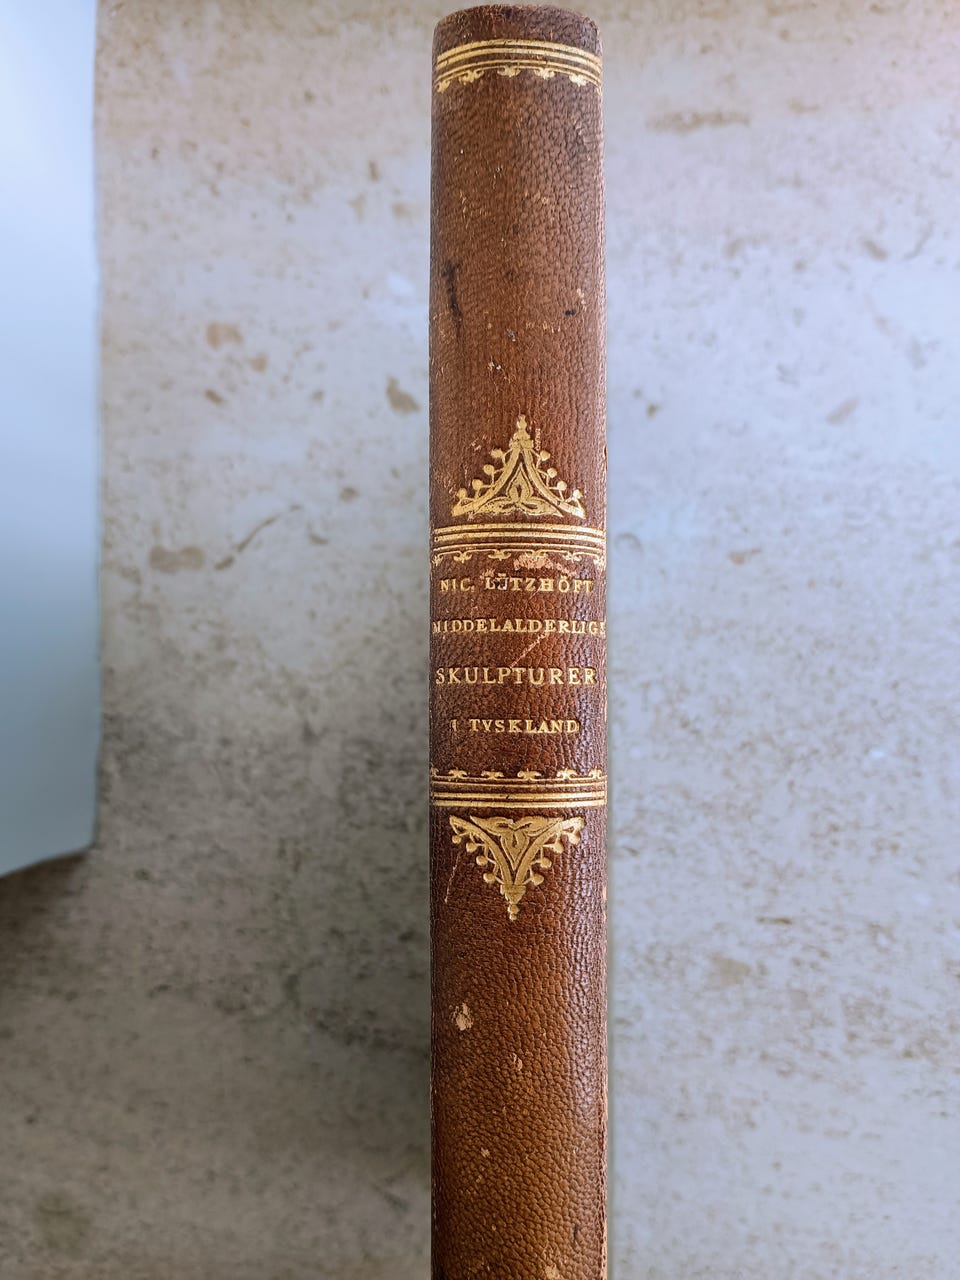 NIC. LÜTZHÖFT
MIDDELALDERLIGE
SKULPTURER
I TYSKLAND